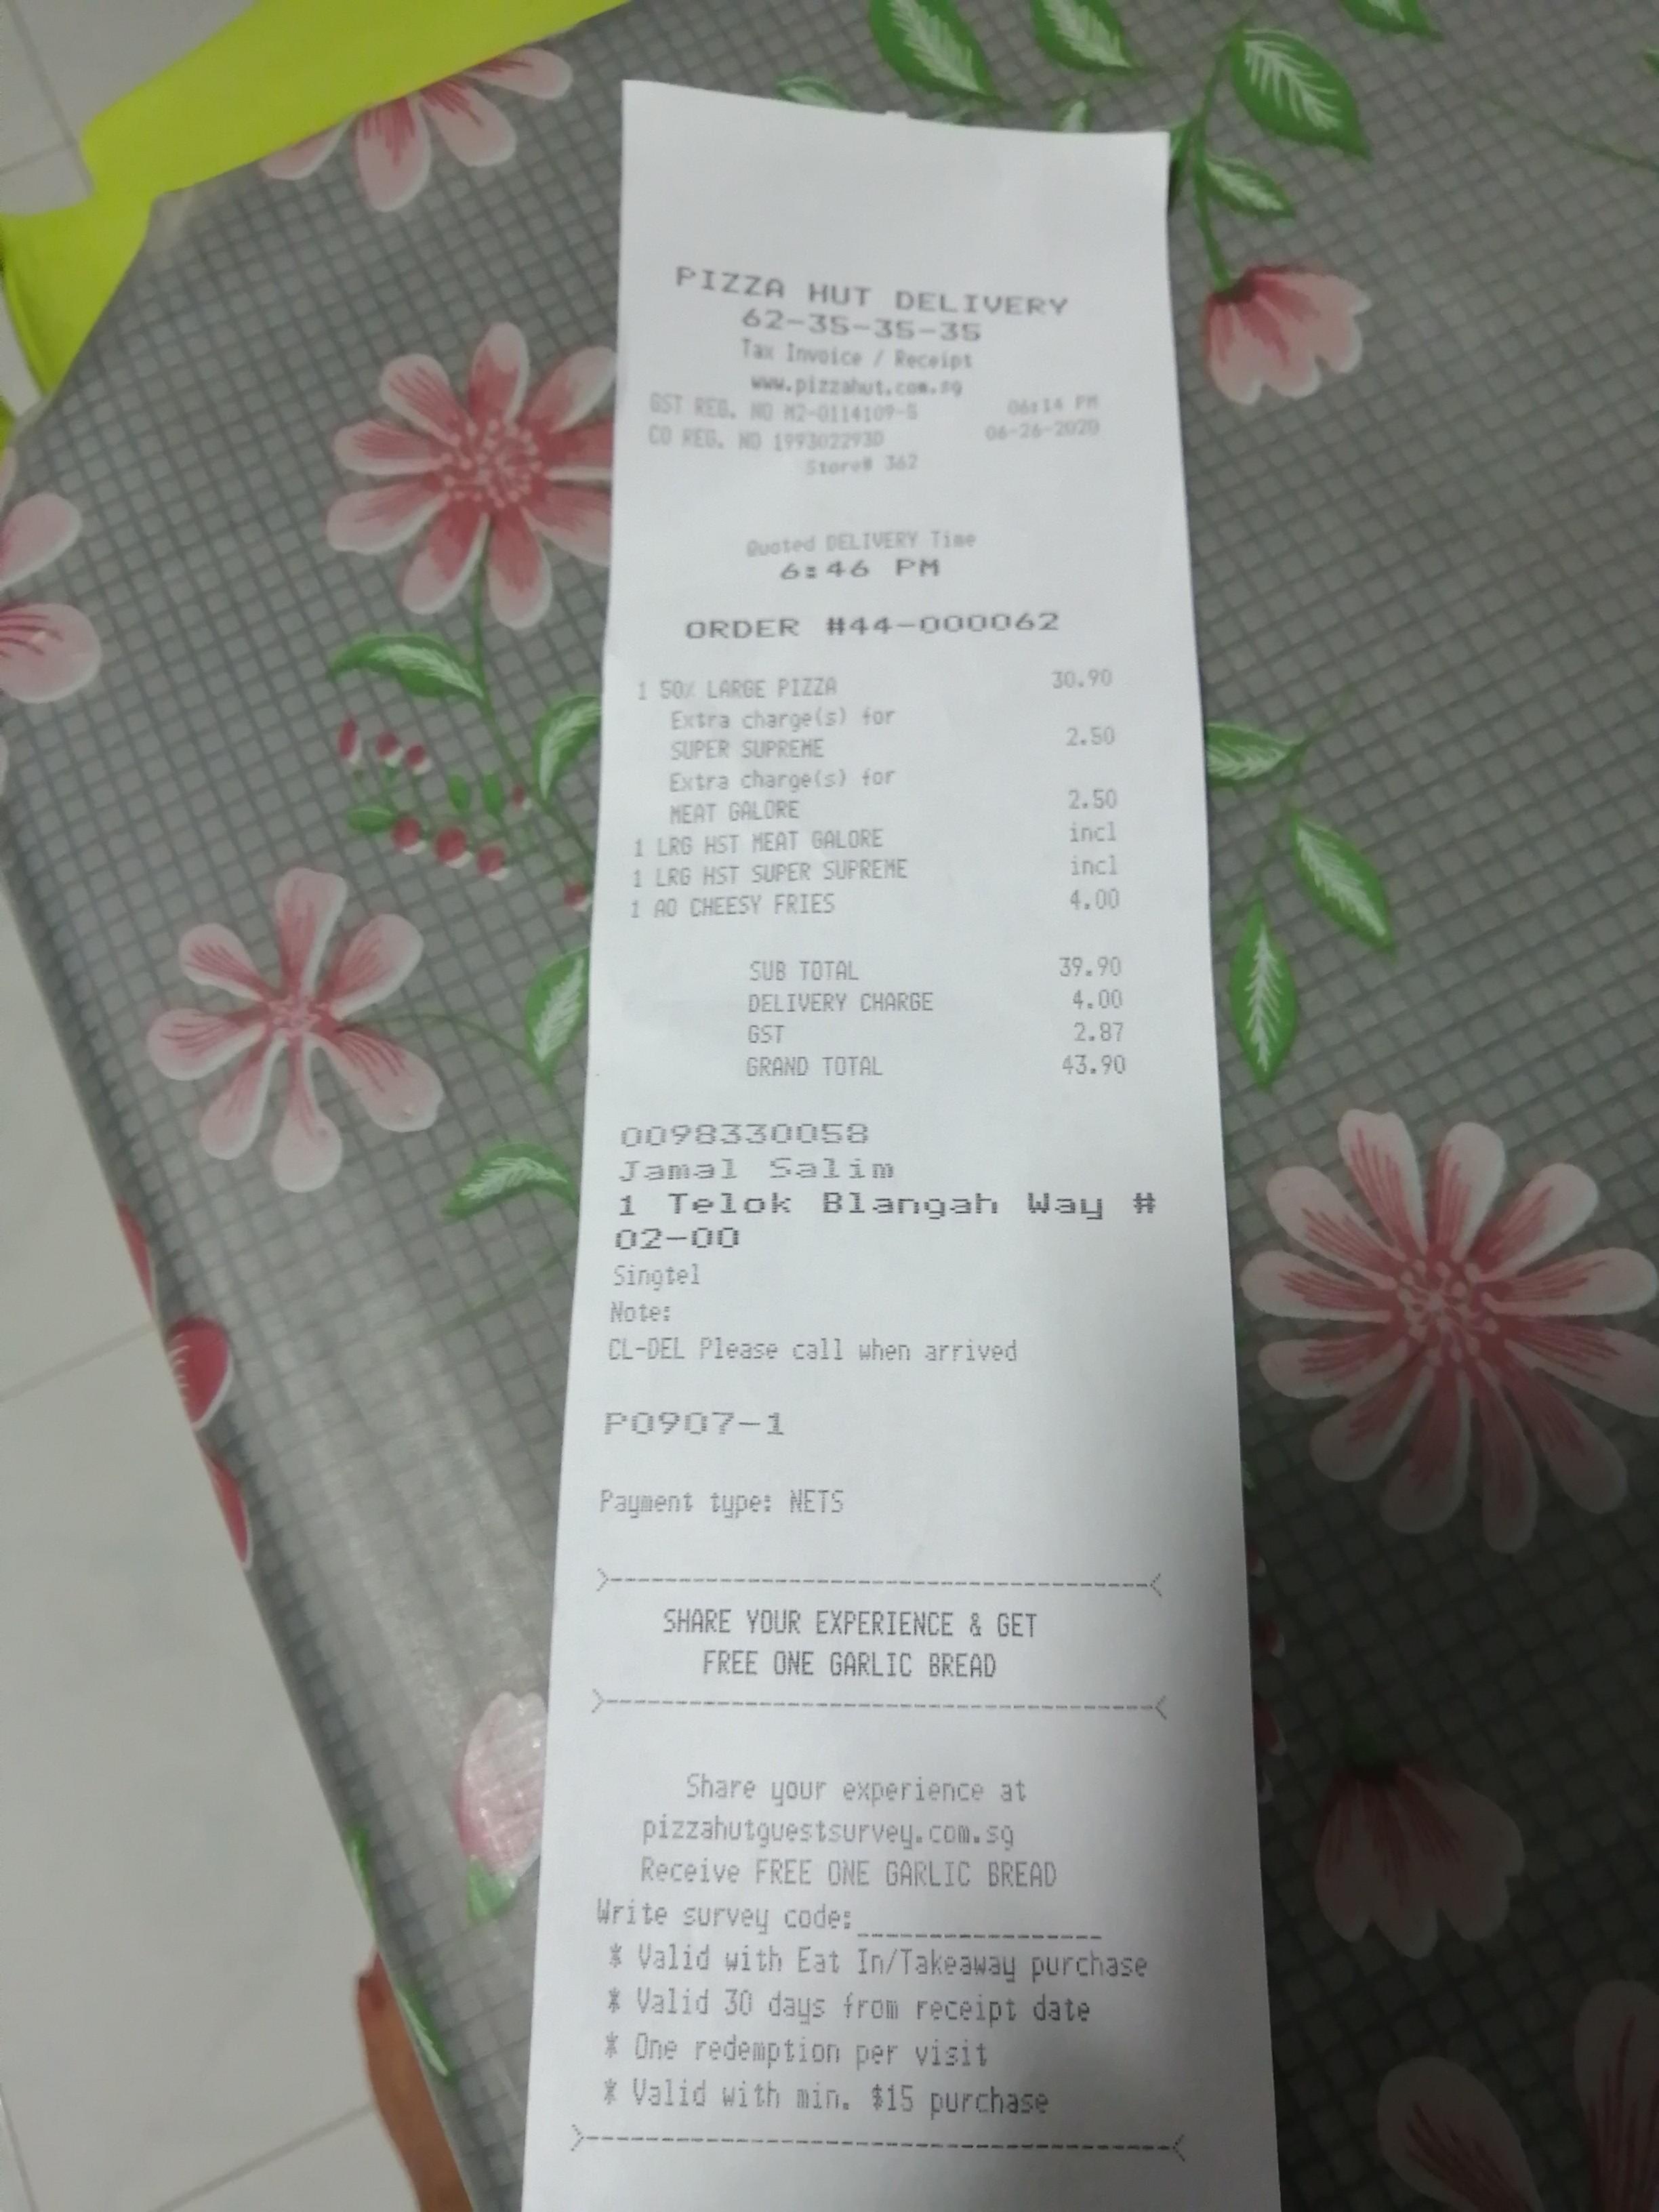 PIZZA HUT DELIVERY
62-35-35-35
Tax Invoice / Receipt
www.pizzahut.com.sg
GST REG. NO M2-0114109-5 06:14 PM
CO REG. NO 199302293D 06-26-2020
Store# 362
Quoted DELIVERY Time
6:46 PM
ORDER #44-000062
1 50% LARGE PIZZA 30.90
Extra charge(s) for
SUPER SUPREME 2.50
Extra charge(s) for
MEAT GALORE 2.50
1 LRG HST MEAT GALORE incl
1 LRG HST SUPER SUPREME incl
1 AO CHEESY FRIES 4.00
SUB TOTAL 39.90
DELIVERY CHARGE 4.00
GST 2.87
GRAND TOTAL 43.90
0098330058
Jamal Salim
1 Telok Blangah Way #
02-00
Singtel
Note:
CL-DEL Please call when arrived
P0907-1
Payment type: NETS
SHARE YOUR EXPERIENCE & GET
FREE ONE GARLIC BREAD
Share your experience at
pizzahutguestsurvey.com.sg
Receive FREE ONE GARLIC BREAD
Write survey code:________________
* Valid with Eat In/Takeaway purchase
* Valid 30 days from receipt date
* One redemption per visit
* Valid with min. $15 purchase